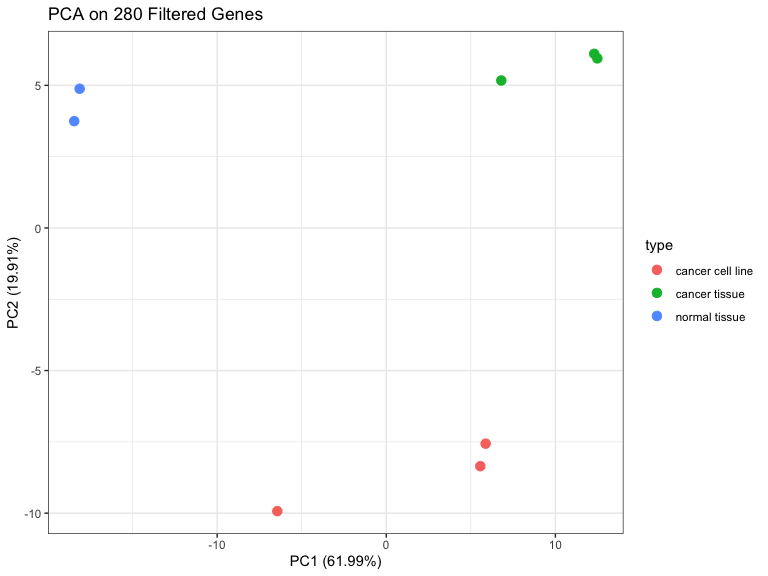 PCA on 280 Filtered Genes
5
0
-5
-10
PC2 (19.91%)
-10
0
10
PC1 (61.99%)
type
cancer cell line
cancer tissue
normal tissue